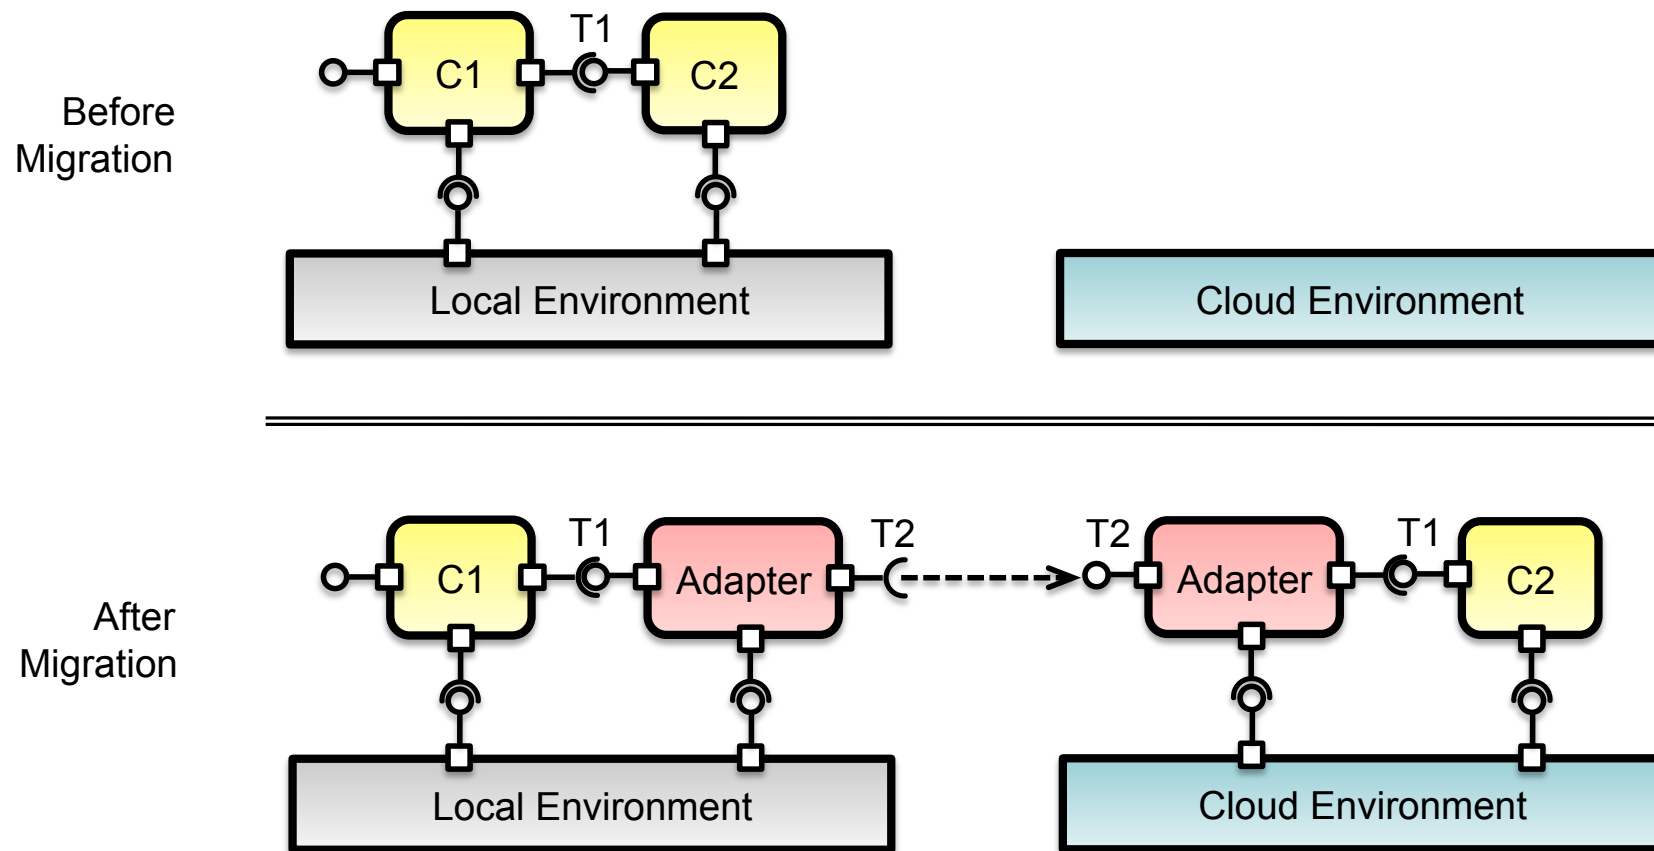 T1
C1
C2
Before
Migration
Local Environment
Cloud Environment
T1
T2
T2
T1
C1
Adapter
Adapter
C2
After
Migration
Local Environment
Cloud Environment